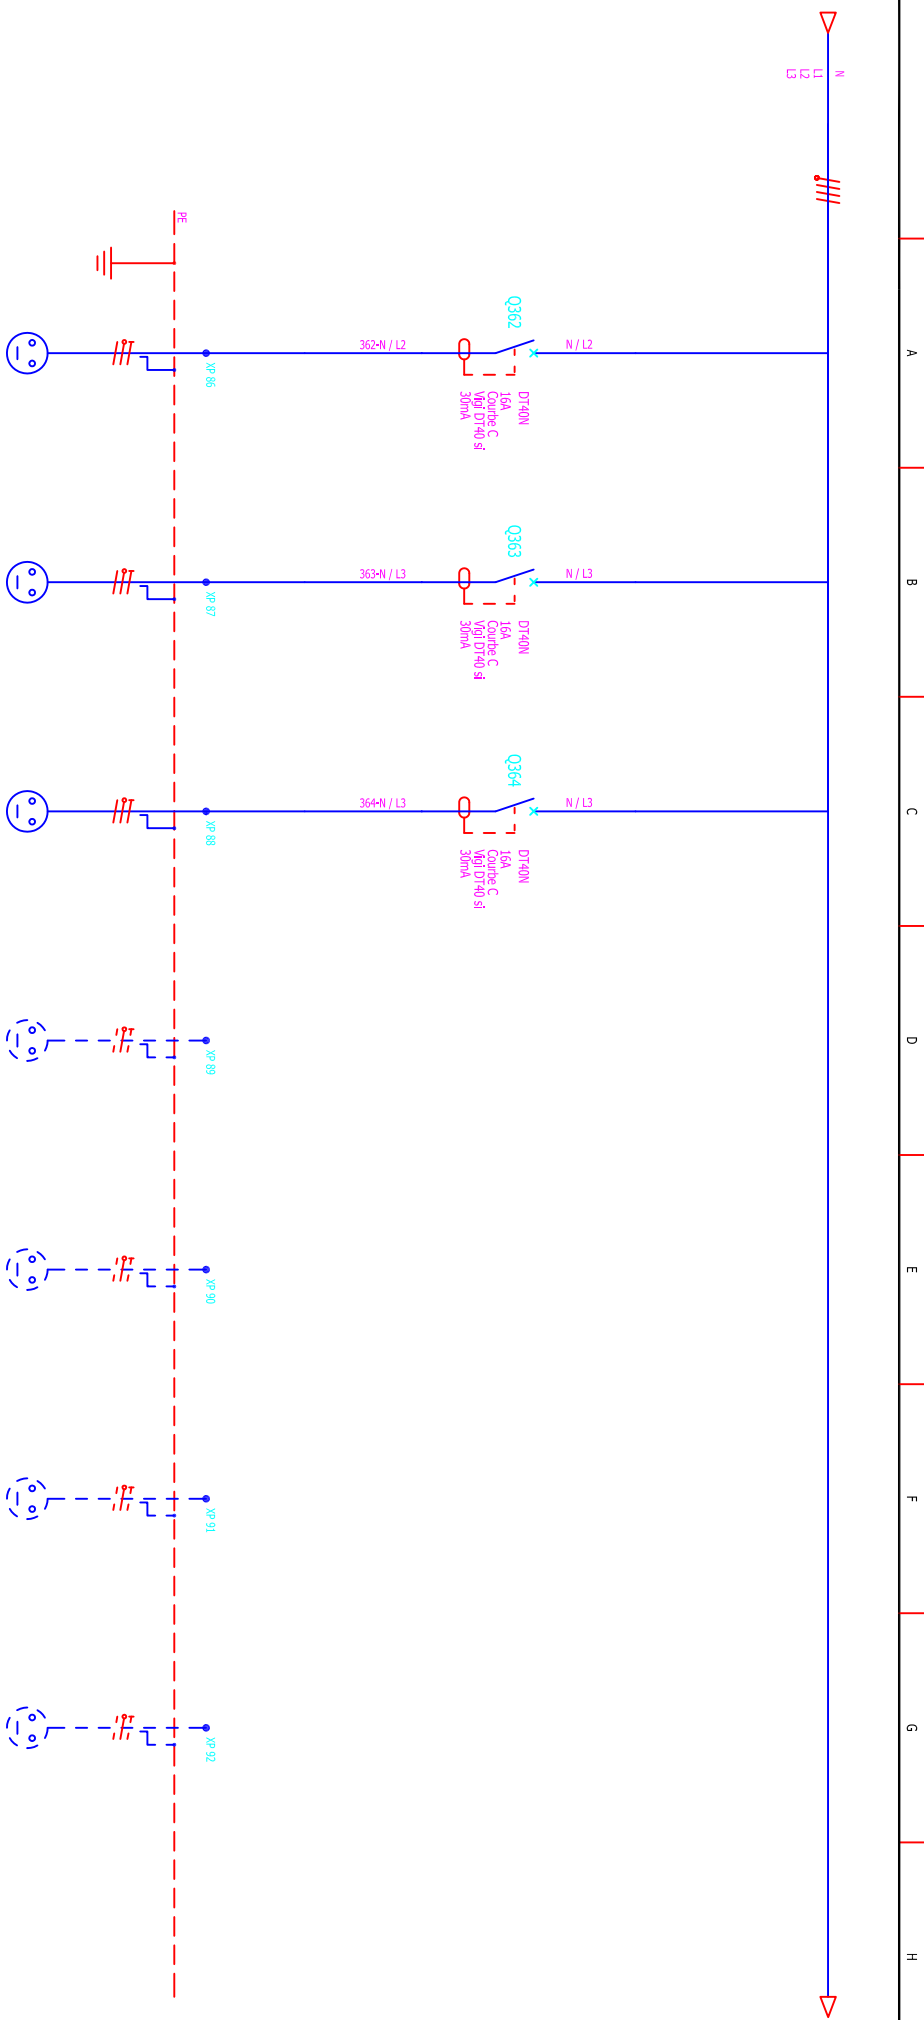 N
L1
L2
L3
PE
A
B
C
D
E
F
G
H
N / L2
Q362
DT40N
16A
Courbe C
Vigi DT40 si
30mA
362-N / L2
XP 86
N / L3
Q363
DT40N
16A
Courbe C
Vigi DT40 si
30mA
363-N / L3
XP 87
N / L3
Q364
DT40N
16A
Courbe C
Vigi DT40 si
30mA
364-N / L3
XP 88
XP 89
XP 90
XP 91
XP 92